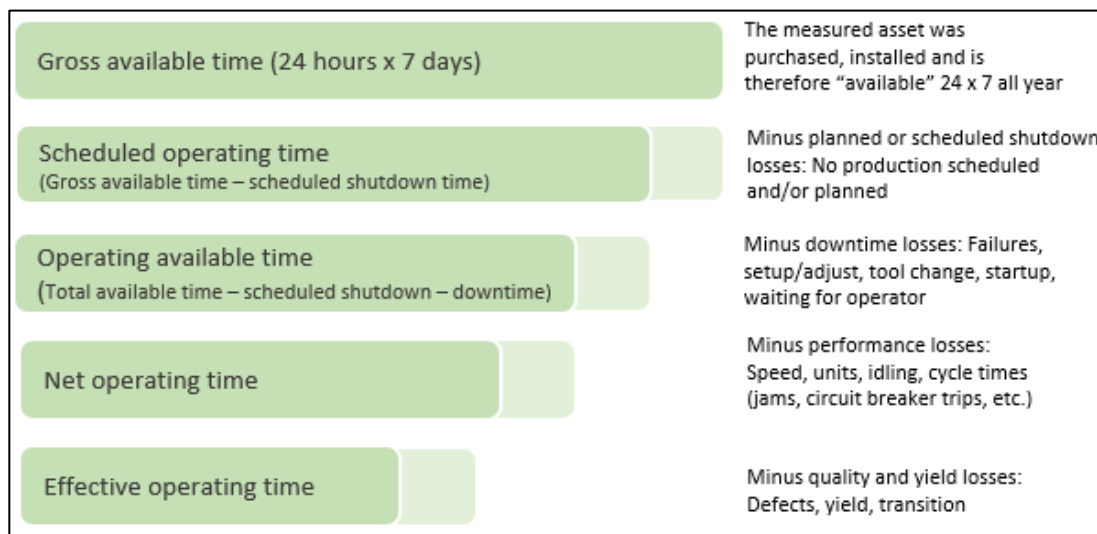 Gross available time (24 hours x 7 days)
The measured asset was
purchased, installed and is
therefore “available” 24 x 7 all year
Scheduled operating time
(Gross available time – scheduled shutdown time)
Minus planned or scheduled shutdown
losses: No production scheduled
and/or planned
Operating available time
(Total available time – scheduled shutdown – downtime)
Minus downtime losses: Failures,
setup/adjust, tool change, startup,
waiting for operator
Net operating time
Minus performance losses:
Speed, units, idling, cycle times
(jams, circuit breaker trips, etc.)
Effective operating time
Minus quality and yield losses:
Defects, yield, transition